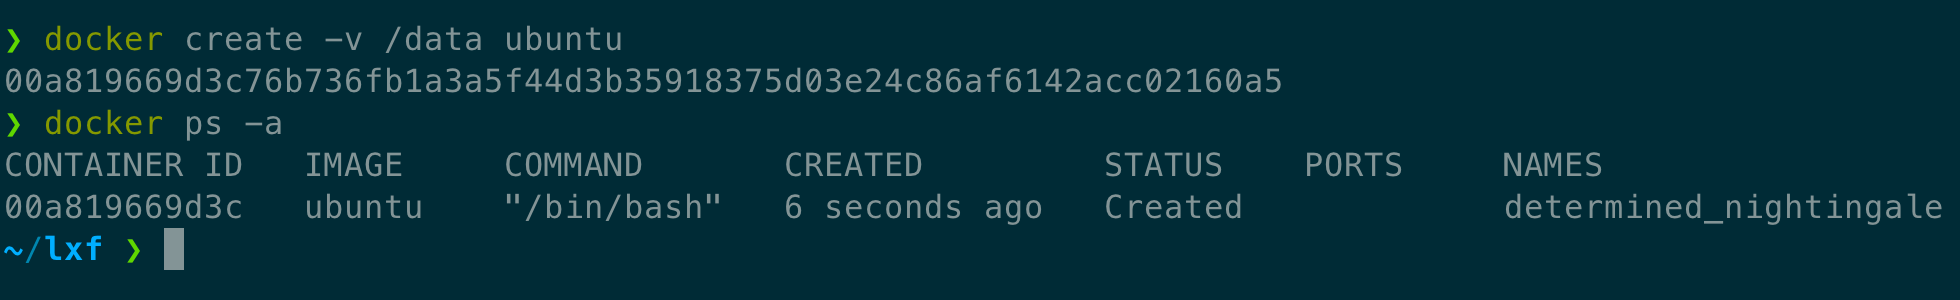 ❯ docker create -v /data ubuntu
00a819669d3c76b736fb1a3a5f44d3b35918375d03e24c86af6142acc02160a5
❯ docker ps -a
CONTAINER ID   IMAGE     COMMAND       CREATED         STATUS    PORTS     NAMES
00a819669d3c   ubuntu    "/bin/bash"   6 seconds ago   Created             determined_nightingale
~/lxf ❯